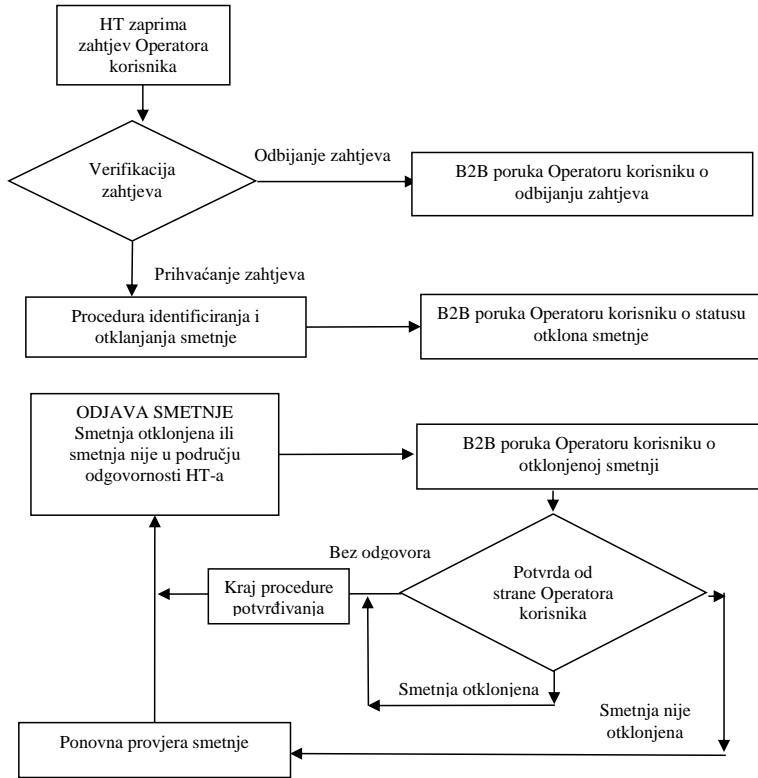 HT zaprima
zahtjev Operatora
korisnika
Verifikacija
zahtjeva
Odbijanje zahtjeva
B2B poruka Operatoru korisniku o
odbijanju zahtjeva
Prihvaćanje zahtjeva
Procedura identificiranja i
otklanjanja smetnje
B2B poruka Operatoru korisniku o statusu
otklona smetnje
ODJAVA SMETNJE
Smetnja otklonjena ili
smetnja nije u području
odgovornosti HT-a
B2B poruka Operatoru korisniku o
otklonjenoj smetnji
Bez odgovora
Kraj procedure
potvrđivanja
Potvrda od
strane Operatora
korisnika
Smetnja otklonjena
Smetnja nije
otklonjena
Ponovna provjera smetnje